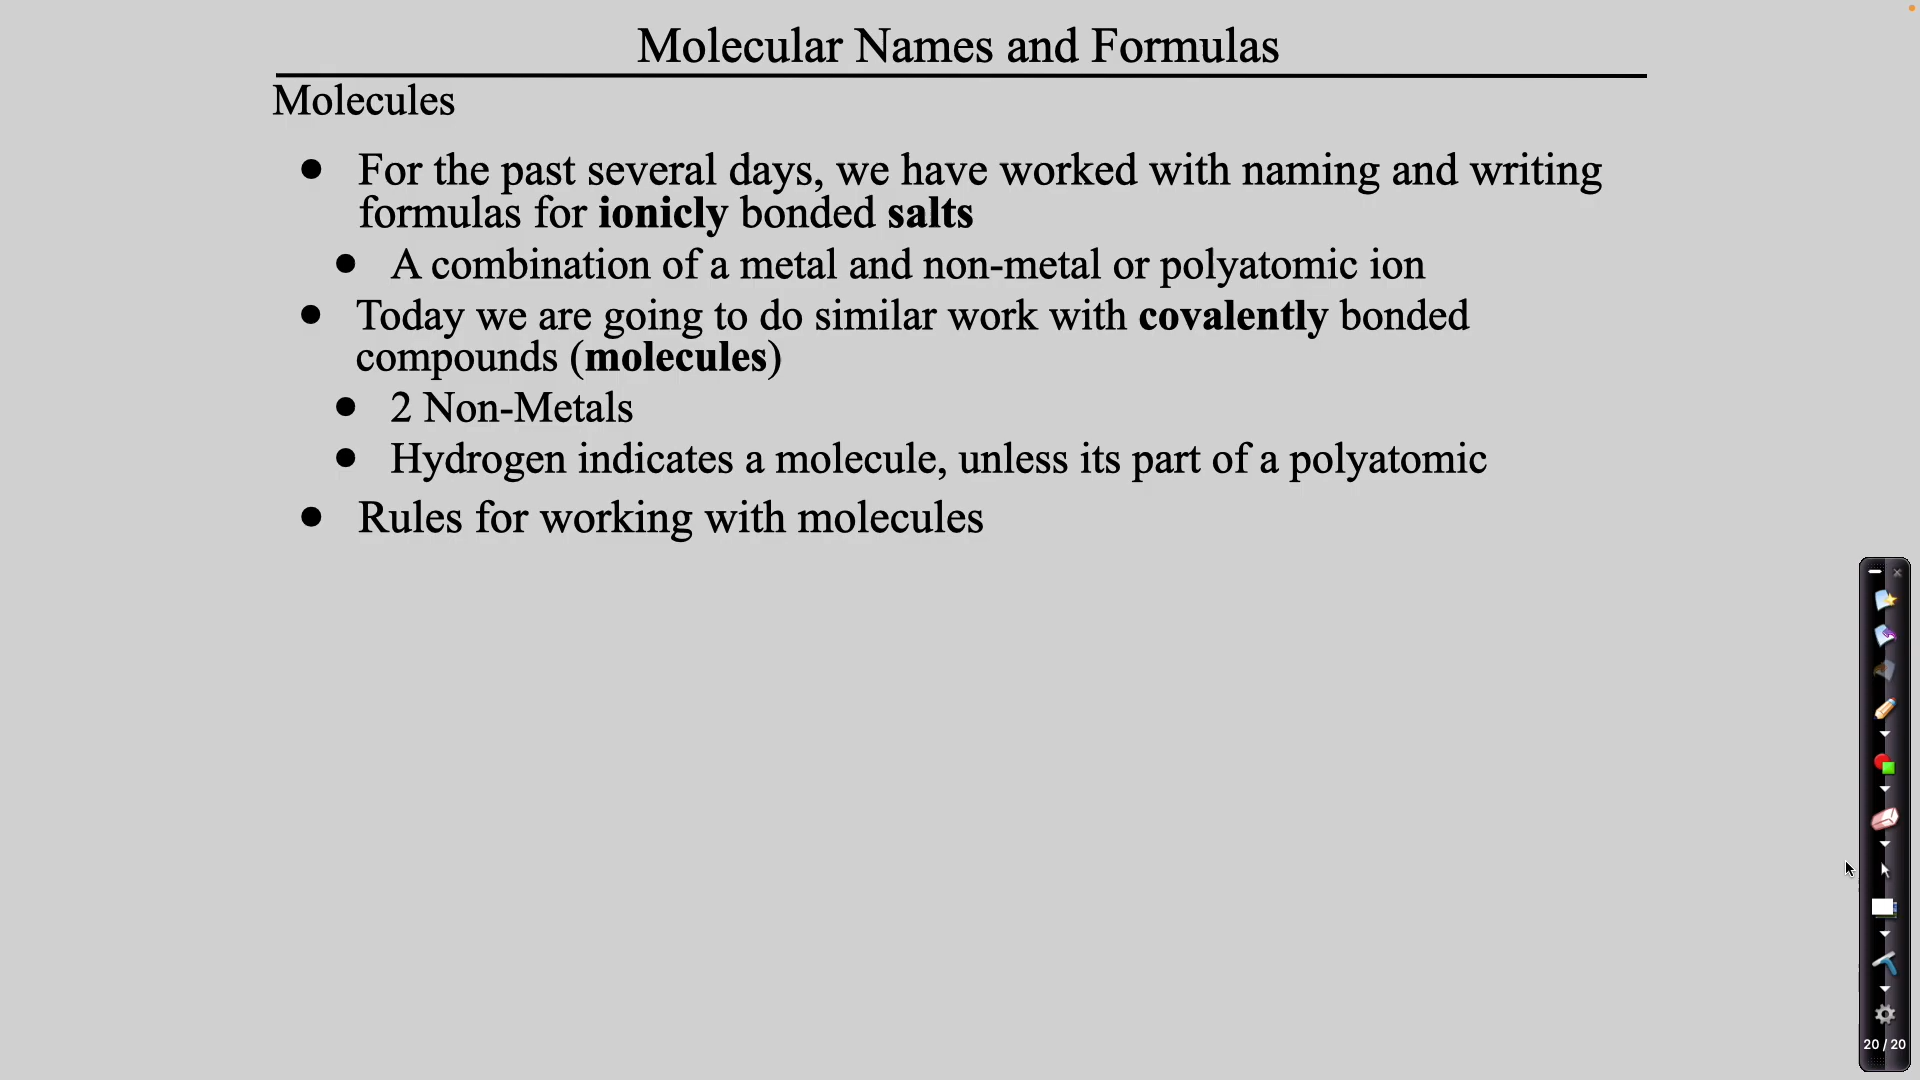 Molecular Names and Formulas
Molecules
● For the past several days, we have worked with naming and writing
formulas for ionicly bonded salts
● A combination of a metal and non-metal or polyatomic ion
● Today we are going to do similar work with covalently bonded
compounds (molecules)
● 2 Non-Metals
● Hydrogen indicates a molecule, unless its part of a polyatomic
● Rules for working with molecules
20 / 20